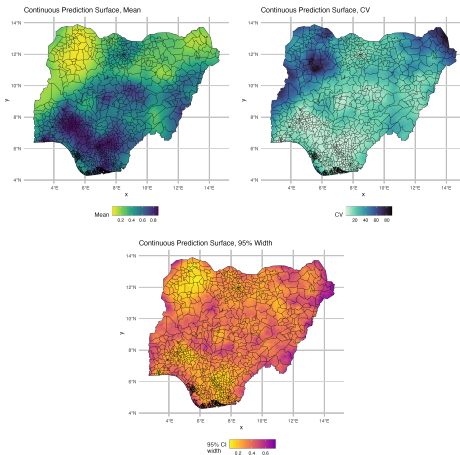 Continuous Prediction Surface, Mean
14°N
12°N
10°N
8°N
6°N
4°N
y
4°E 6°E 8°E 10°E 12°E 14°E
x
Mean
0.2 0.4 0.6 0.8
Continuous Prediction Surface, CV
14°N
12°N
10°N
8°N
6°N
4°N
y
4°E 6°E 8°E 10°E 12°E 14°E
x
CV
20 40 60 80
Continuous Prediction Surface, 95% Width
14°N
12°N
10°N
8°N
6°N
4°N
y
4°E 6°E 8°E 10°E 12°E 14°E
x
95% CI
width
0.2 0.4 0.6